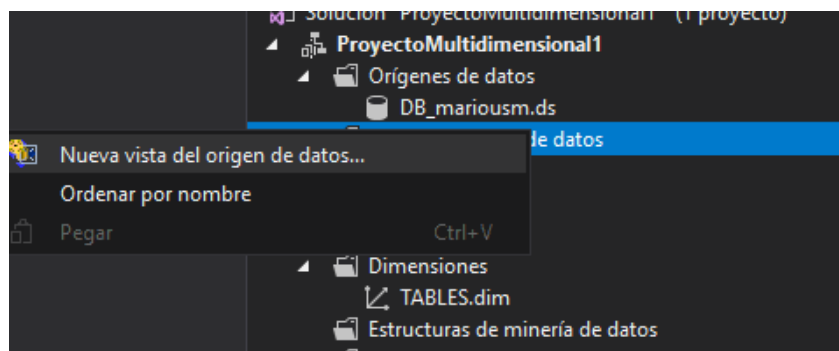 Solución "ProyectoMultidimensional1" (1 proyecto)
ProyectoMultidimensional1
Orígenes de datos
DB_mariousm.ds
de datos
Nueva vista del origen de datos...
Ordenar por nombre
Pegar Ctrl+V
Dimensiones
TABLES.dim
Estructuras de minería de datos